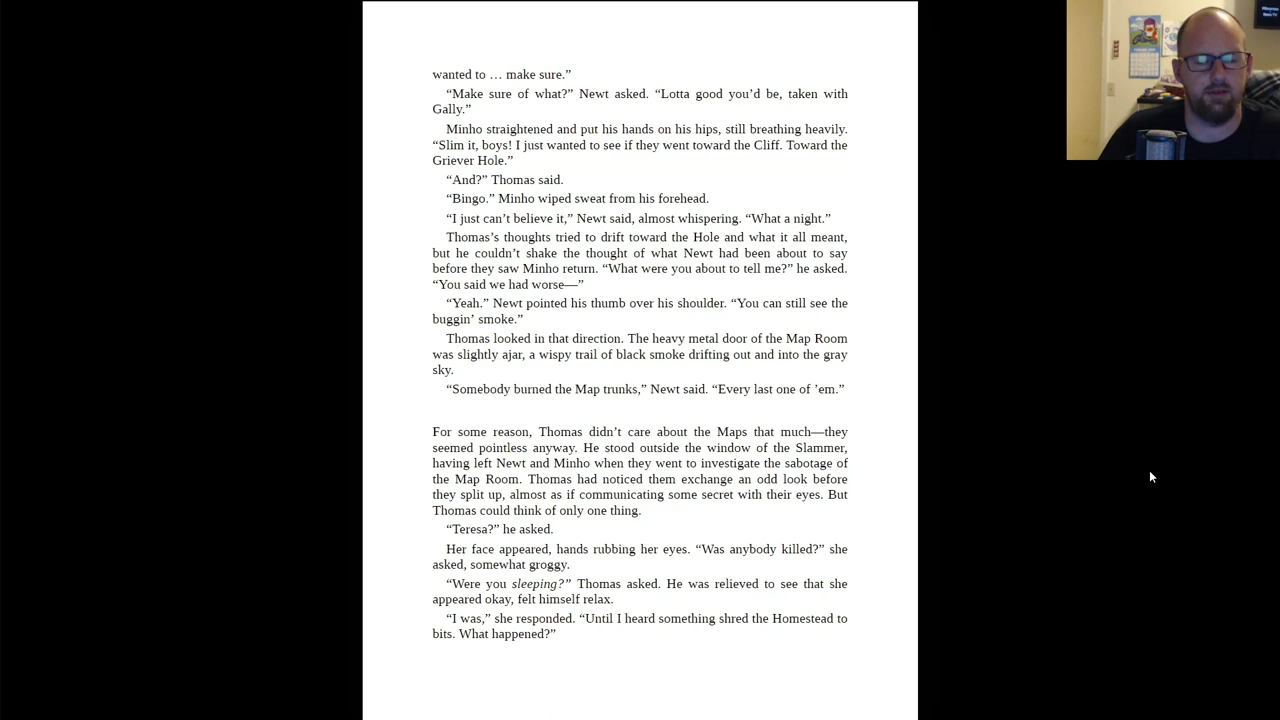 wanted to … make sure.”
“Make sure of what?” Newt asked. “Lotta good you’d be, taken with
Gally.”
Minho straightened and put his hands on his hips, still breathing heavily.
“Slim it, boys! I just wanted to see if they went toward the Cliff. Toward the
Griever Hole.”
“And?” Thomas said.
“Bingo.” Minho wiped sweat from his forehead.
“I just can’t believe it,” Newt said, almost whispering. “What a night.”
Thomas’s thoughts tried to drift toward the Hole and what it all meant,
but he couldn’t shake the thought of what Newt had been about to say
before they saw Minho return. “What were you about to tell me?” he asked.
“You said we had worse—”
“Yeah.” Newt pointed his thumb over his shoulder. “You can still see the
buggin’ smoke.”
Thomas looked in that direction. The heavy metal door of the Map Room
was slightly ajar, a wispy trail of black smoke drifting out and into the gray
sky.
“Somebody burned the Map trunks,” Newt said. “Every last one of ’em.”
For some reason, Thomas didn’t care about the Maps that much—they
seemed pointless anyway. He stood outside the window of the Slammer,
having left Newt and Minho when they went to investigate the sabotage of
the Map Room. Thomas had noticed them exchange an odd look before
they split up, almost as if communicating some secret with their eyes. But
Thomas could think of only one thing.
“Teresa?” he asked.
Her face appeared, hands rubbing her eyes. “Was anybody killed?” she
asked, somewhat groggy.
“Were you sleeping?” Thomas asked. He was relieved to see that she
appeared okay, felt himself relax.
“I was,” she responded. “Until I heard something shred the Homestead to
bits. What happened?”